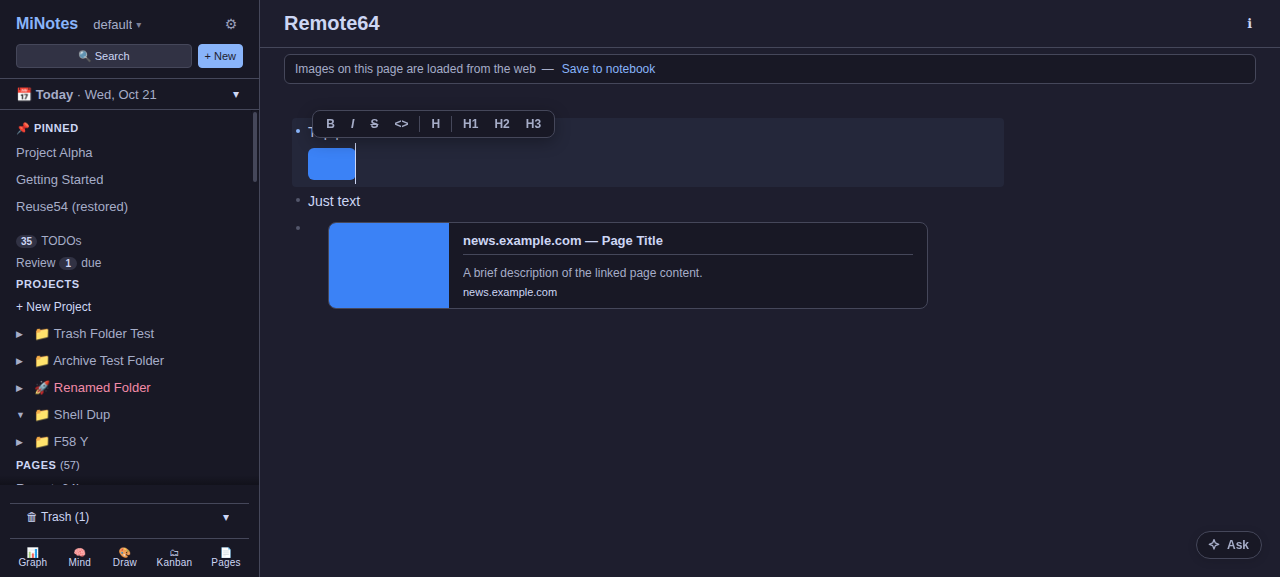 MiNotes default ▾
🔍 Search
+ New
📅 Today · Wed, Oct 21
📌 PINNED
Project Alpha
Getting Started
Reuse54 (restored)
35 TODOs
Review 1 due
PROJECTS
+ New Project
📁 Trash Folder Test
📁 Archive Test Folder
🚀 Renamed Folder
📁 Shell Dup
📁 F58 Y
PAGES (57)
🗑 Trash (1)
Graph
Mind
Draw
Kanban
Pages
Remote64
ℹ
Images on this page are loaded from the web — Save to notebook
B I S <> H H1 H2 H3
Just text
news.example.com — Page Title
A brief description of the linked page content.
news.example.com
Ask